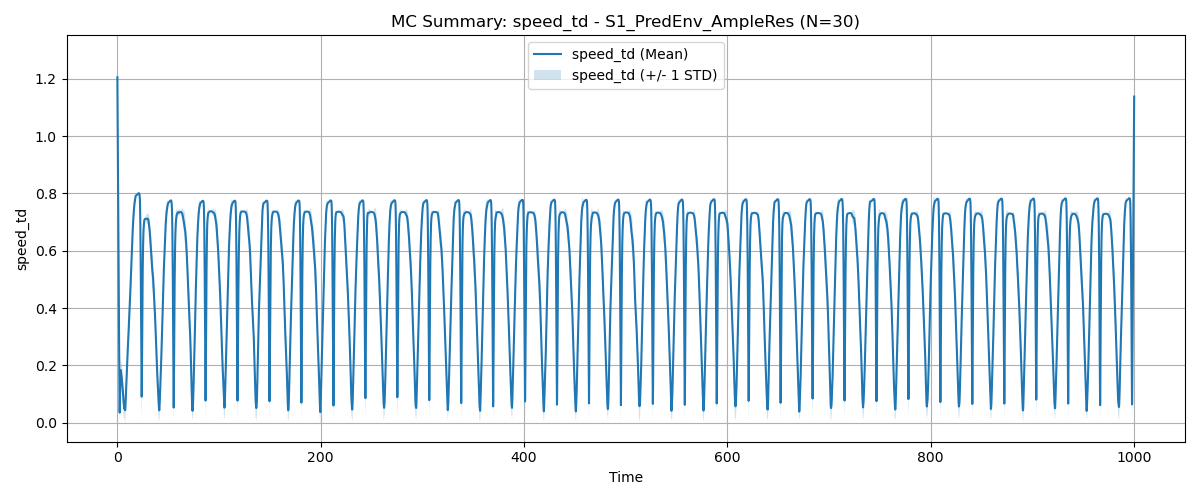 MC Summary: speed_td - S1_PredEnv_AmpleRes (N=30)
speed_td (Mean)
speed_td (+/- 1 STD)
1.2
1.0
0.8
0.6
0.4
0.2
0.0
speed_td
0 200 400 600 800 1000
Time